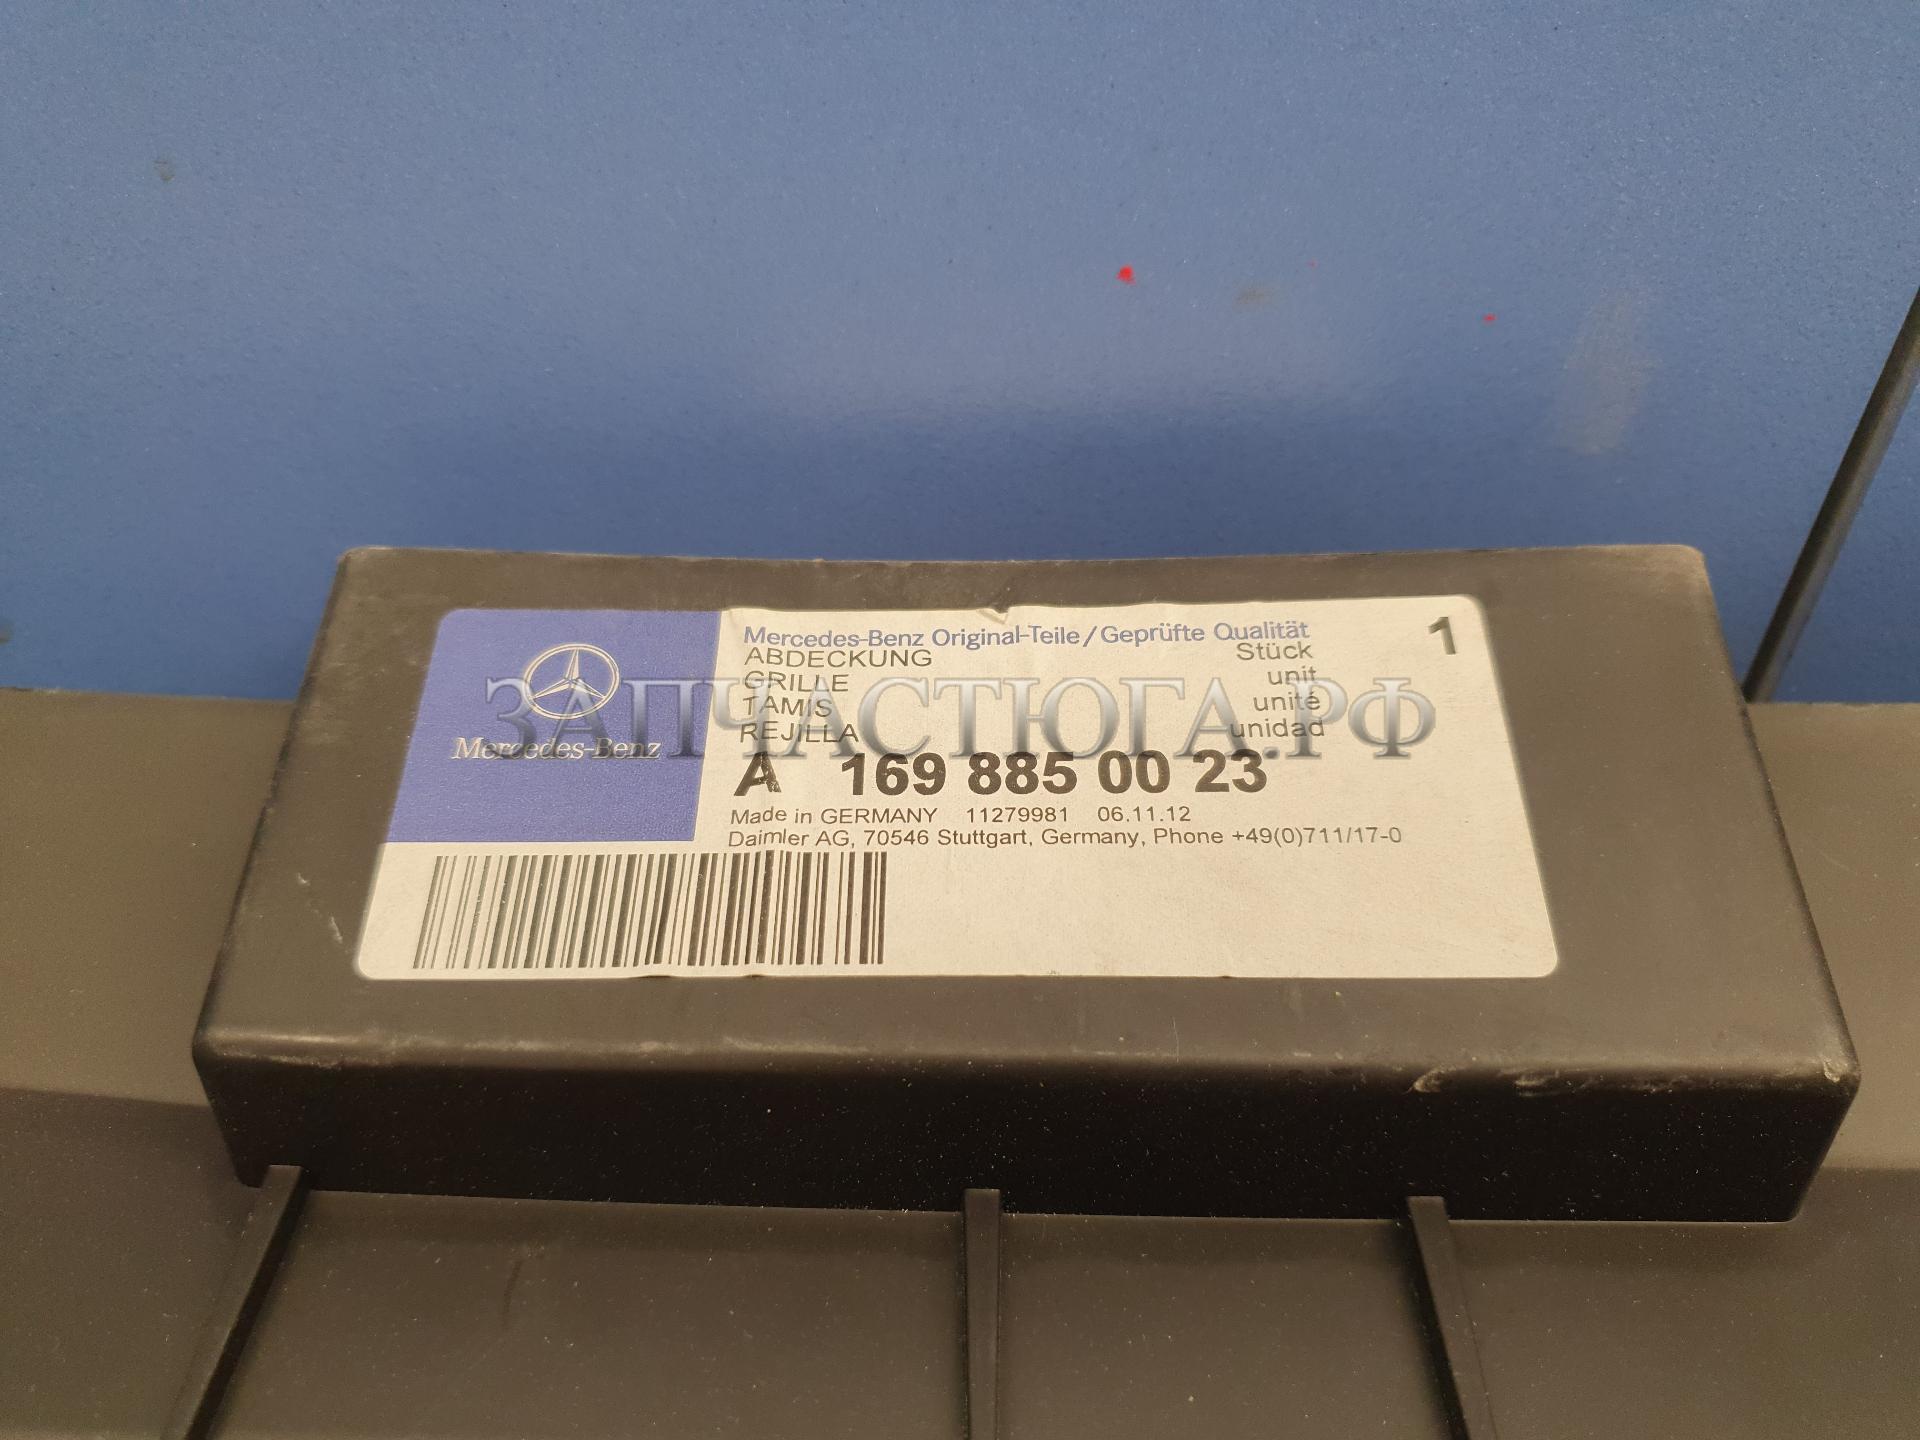 Mercedes-Benz Original-Teile/Geprüfte Qualität 1
ABDECKUNG Stück
GRILLE unit
TAMIS unité
REJILLA unidad
ЗАПЧАСТЮГА.РФ
Mercedes-Benz
A 169 885 00 23
Made in GERMANY 11279981 06.11.12
Daimler AG, 70546 Stuttgart, Germany, Phone +49(0)711/17-0